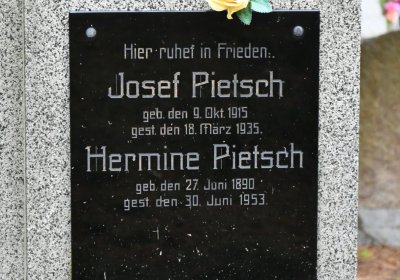 Hier ruhet in Frieden:
Josef Pietsch
geb. den 9. Okt. 1915
gest. den 18. März 1935.
Hermine Pietsch
geb. den 27. Juni 1890
gest. den 30. Juni 1953.